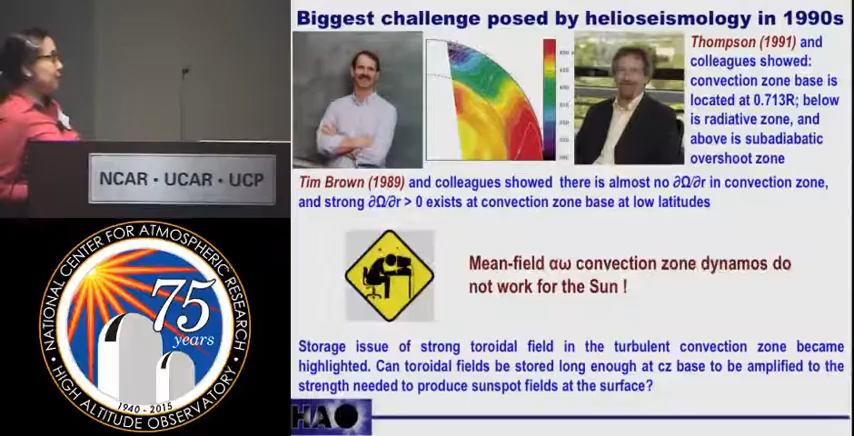 Biggest challenge posed by helioseismology in 1990s
Thompson (1991) and
colleagues showed:
convection zone base is
located at 0.713R; below
is radiative zone, and
above is subadiabatic
overshoot zone
Tim Brown (1989) and colleagues showed there is almost no ∂Ω/∂r in convection zone,
and strong ∂Ω/∂r > 0 exists at convection zone base at low latitudes
Mean-field αω convection zone dynamos do
not work for the Sun !
Storage issue of strong toroidal field in the turbulent convection zone became
highlighted. Can toroidal fields be stored long enough at cz base to be amplified to the
strength needed to produce sunspot fields at the surface?
HAO
NCAR • UCAR • UCP
NATIONAL CENTER FOR ATMOSPHERIC RESEARCH
75
years
1940 - 2015
HIGH ALTITUDE OBSERVATORY